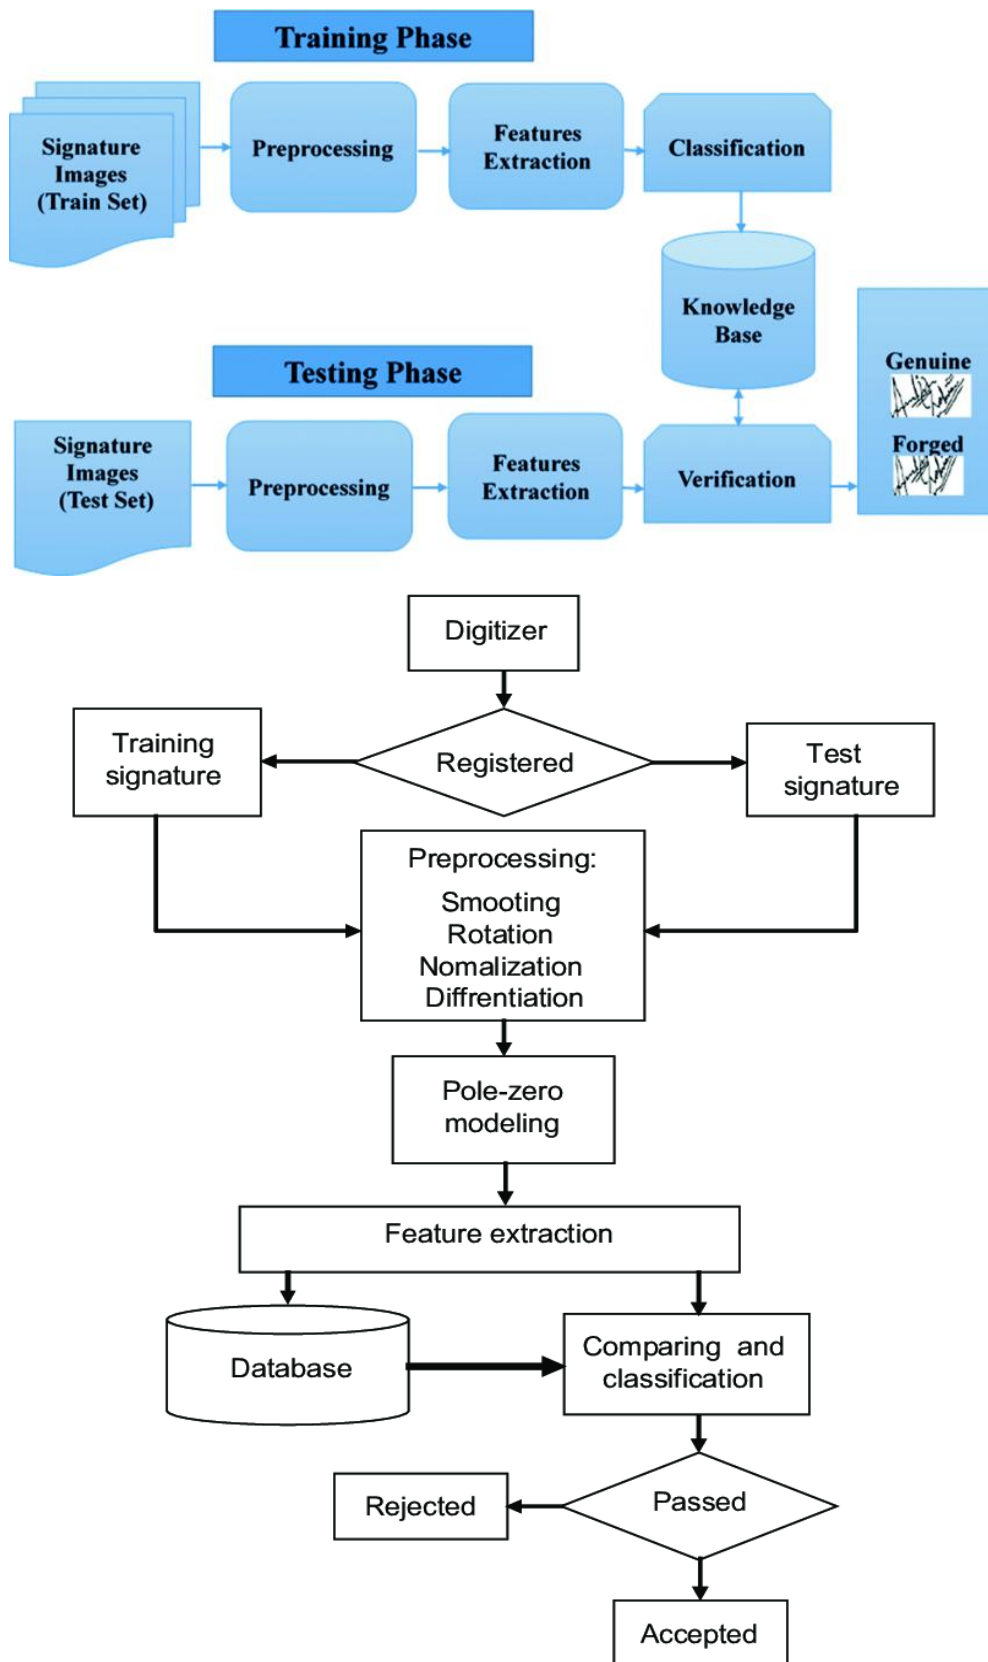 Training Phase
Signature
Images
(Train Set)
Preprocessing
Features
Extraction
Classification
Knowledge
Base
Testing Phase
Signature
Images
(Test Set)
Preprocessing
Features
Extraction
Verification
Genuine
Forged
Digitizer
Training
signature
Registered
Test
signature
Preprocessing:
Smooting
Rotation
Nomalization
Diffrentiation
Pole-zero
modeling
Feature extraction
Database
Comparing and
classification
Rejected
Passed
Accepted